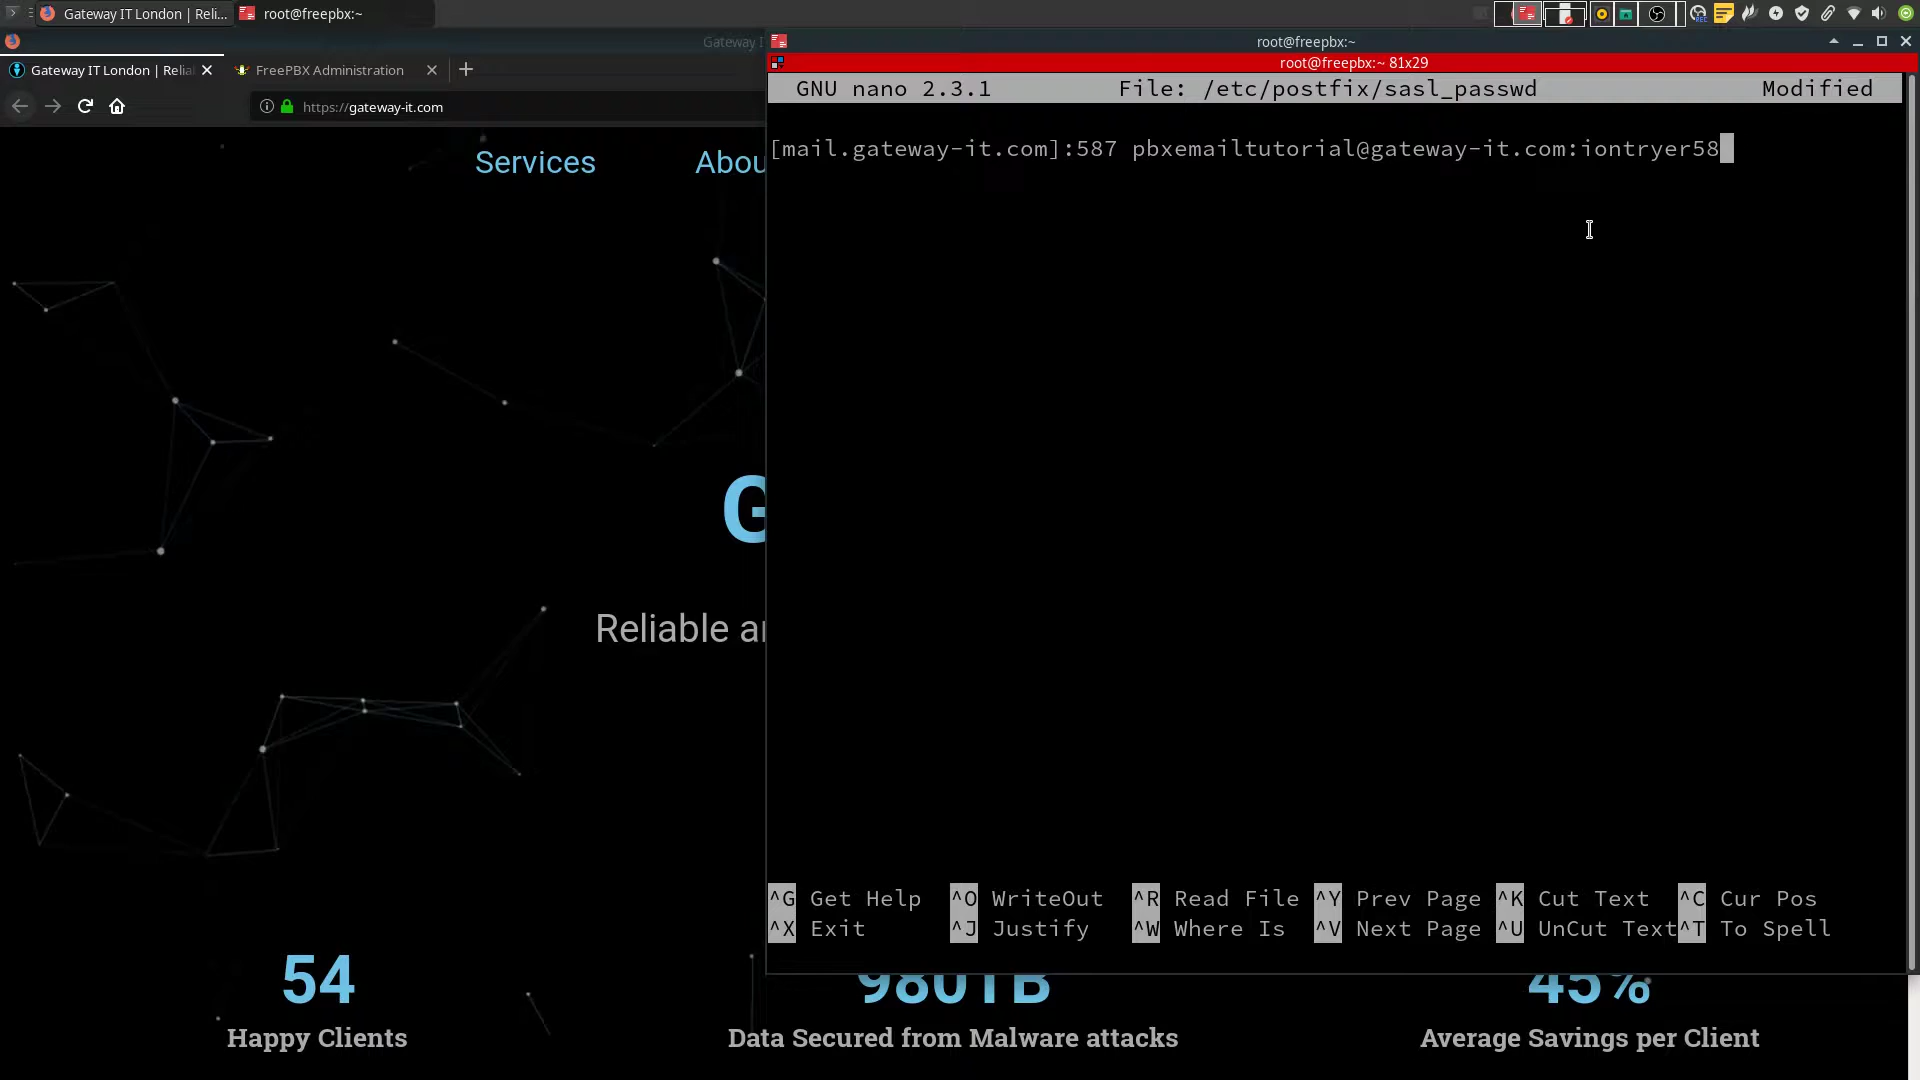 Gateway IT London | Reli...
root@freepbx:~
Gateway I
root@freepbx:~
Gateway IT London | Relia
FreePBX Administration
root@freepbx:~ 81x29
https://gateway-it.com
GNU nano 2.3.1 File: /etc/postfix/sasl_passwd Modified
[mail.gateway-it.com]:587 pbxemailtutorial@gateway-it.com:iontryer58
Services
Abou
G
Reliable a
^G Get Help ^O WriteOut ^R Read File ^Y Prev Page ^K Cut Text ^C Cur Pos
^X Exit ^J Justify ^W Where Is ^V Next Page ^U UnCut Text ^T To Spell
54
980TB
45%
Happy Clients
Data Secured from Malware attacks
Average Savings per Client